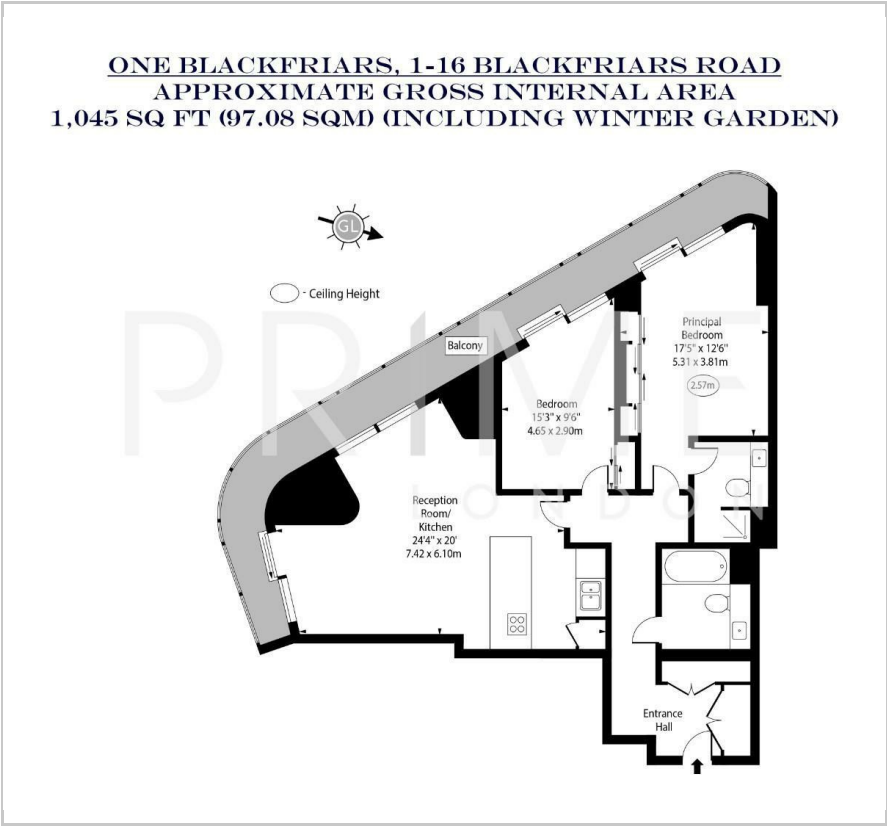 ONE BLACKFRIARS, 1-16 BLACKFRIARS ROAD
APPROXIMATE GROSS INTERNAL AREA
1,045 SQ FT (97.08 SQM) (INCLUDING WINTER GARDEN)
GL
- Ceiling Height
Balcony
Principal
Bedroom
17'5" x 12'6"
5.31 x 3.81m
2.57m
Bedroom
15'3" x 9'6"
4.65 x 2.90m
PRIME
LONDON
Reception
Room/
Kitchen
24'4" x 20'
7.42 x 6.10m
Entrance
Hall